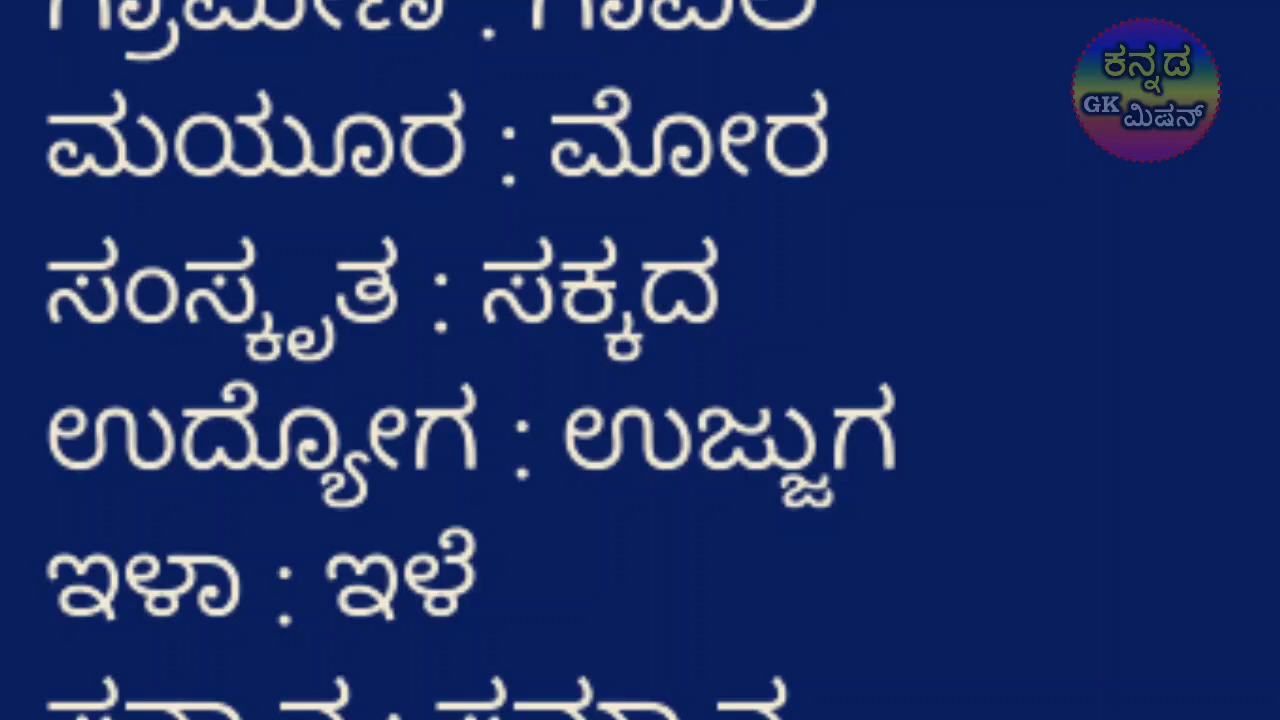 ಕನ್ನಡ
GK ಮಿಷನ್
ಮಯೂರ : ಮೋರ
ಸಂಸ್ಕೃತ : ಸಕ್ಕದ
ಉದ್ಯೋಗ : ಉಜ್ಜುಗ
ಇಳಾ : ಇಳೆ